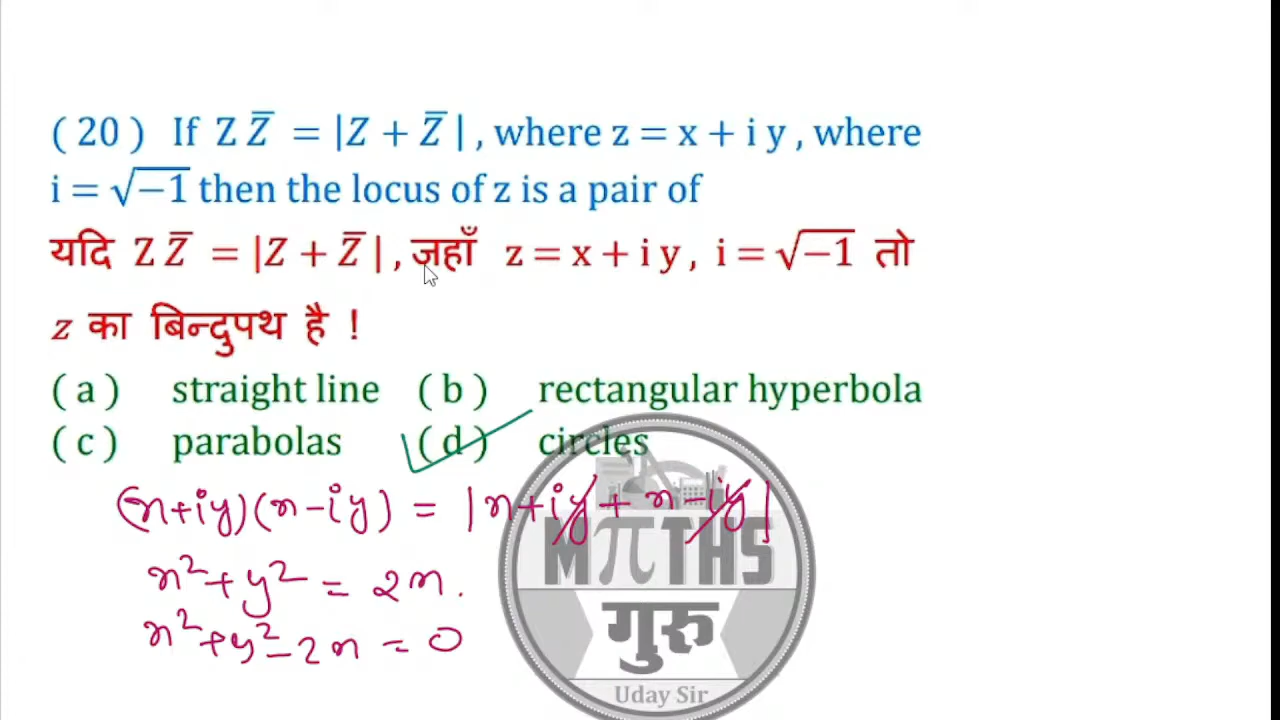 ( 20 ) If Z Z̅ = |Z + Z̅ | , where z = x + i y , where
i = √−1 then the locus of z is a pair of
यदि Z Z̅ = |Z + Z̅ | , जहाँ z = x + i y, i = √−1 तो
z का बिन्दुपथ है !
( a ) straight line ( b ) rectangular hyperbola
( c ) parabolas ( d ) circles
(x+iy)(x-iy) = |x+iy+x-iy|
x²+y² = 2x.
x²+y²-2x = 0
MπTHS
गुरु
Uday Sir